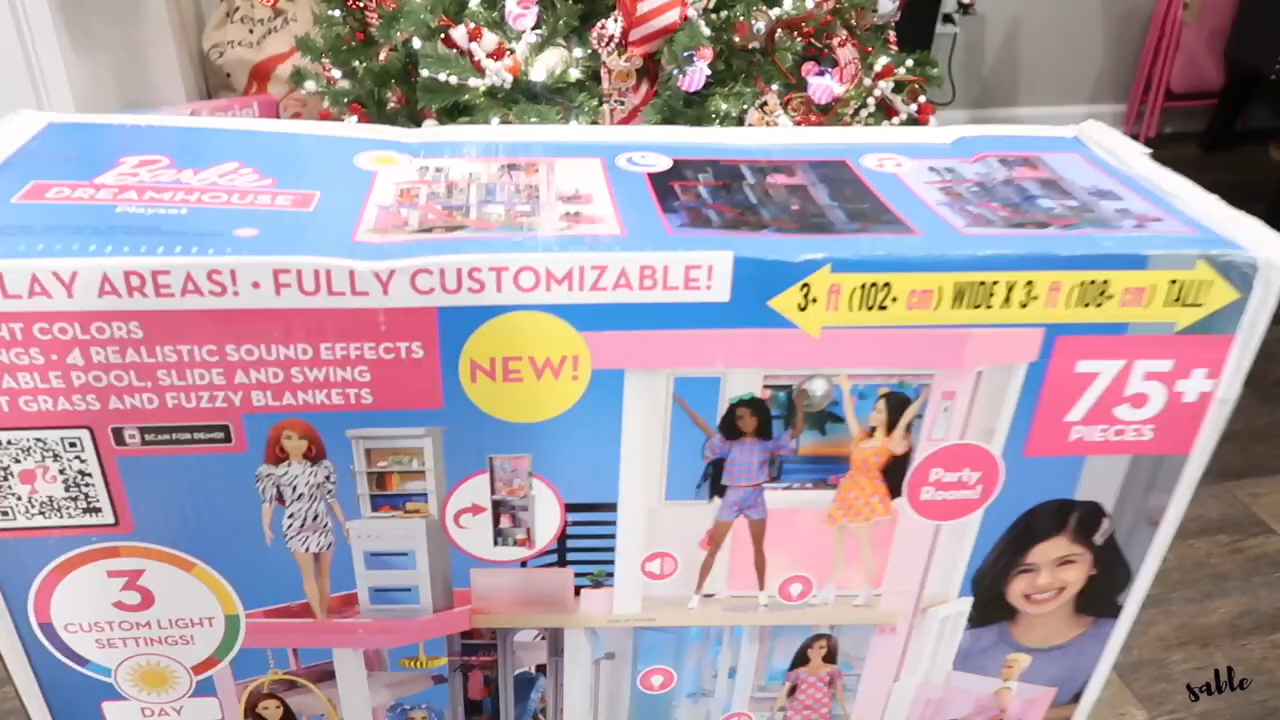 Merry
Christmas
Barbie
DREAMHOUSE
Playset
LAY AREAS! • FULLY CUSTOMIZABLE!
3+ ft (102+ cm) WIDE X 3+ ft (108+ cm) TALL!
HT COLORS
NGS • 4 REALISTIC SOUND EFFECTS
TABLE POOL, SLIDE AND SWING
T GRASS AND FUZZY BLANKETS
NEW!
75+
PIECES
SCAN FOR DEMO!
Party
Room!
3
CUSTOM LIGHT
SETTINGS!
DAY
sable